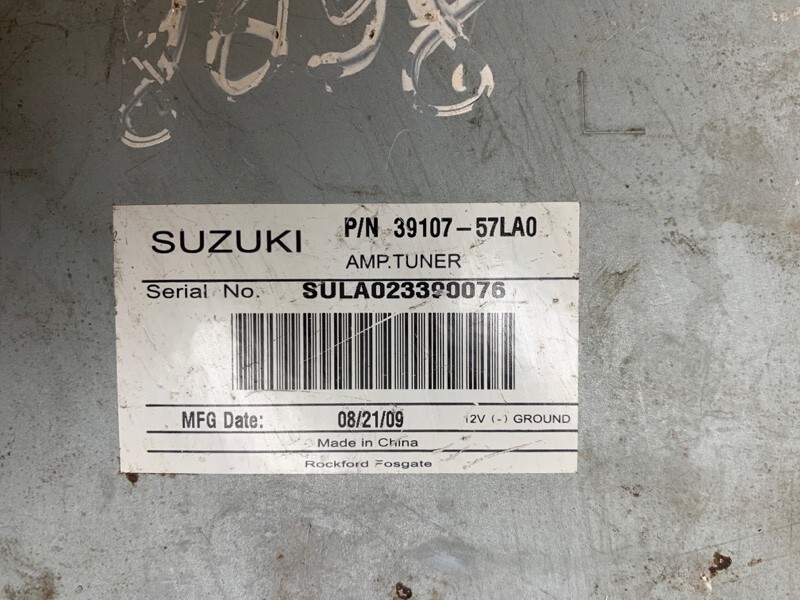 SUZUKI P/N 39107-57LA0
AMP.TUNER
Serial No. SULA023390076
MFG Date: 08/21/09 12V (-) GROUND
Made in China
Rockford Fosgate